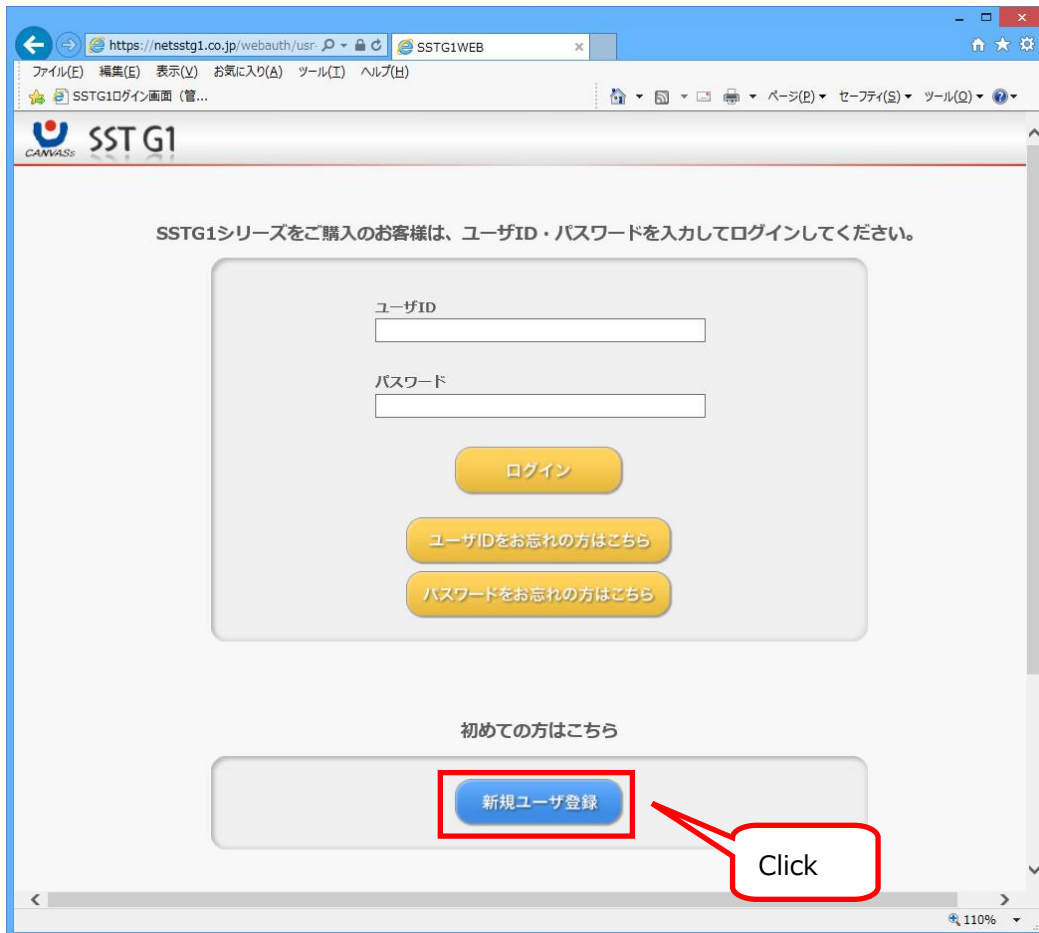 https://netsstg1.co.jp/webauth/usr- SSTG1WEB
ファイル(F) 編集(E) 表示(V) お気に入り(A) ツール(T) ヘルプ(H)
SSTG1ログイン画面（管... ページ(P) セーフティ(S) ツール(O)
CANVASs SST G1
SSTG1シリーズをご購入のお客様は、ユーザID・パスワードを入力してログインしてください。
ユーザID
パスワード
ログイン
ユーザIDをお忘れの方はこちら
パスワードをお忘れの方はこちら
初めての方はこちら
新規ユーザ登録
Click
110%